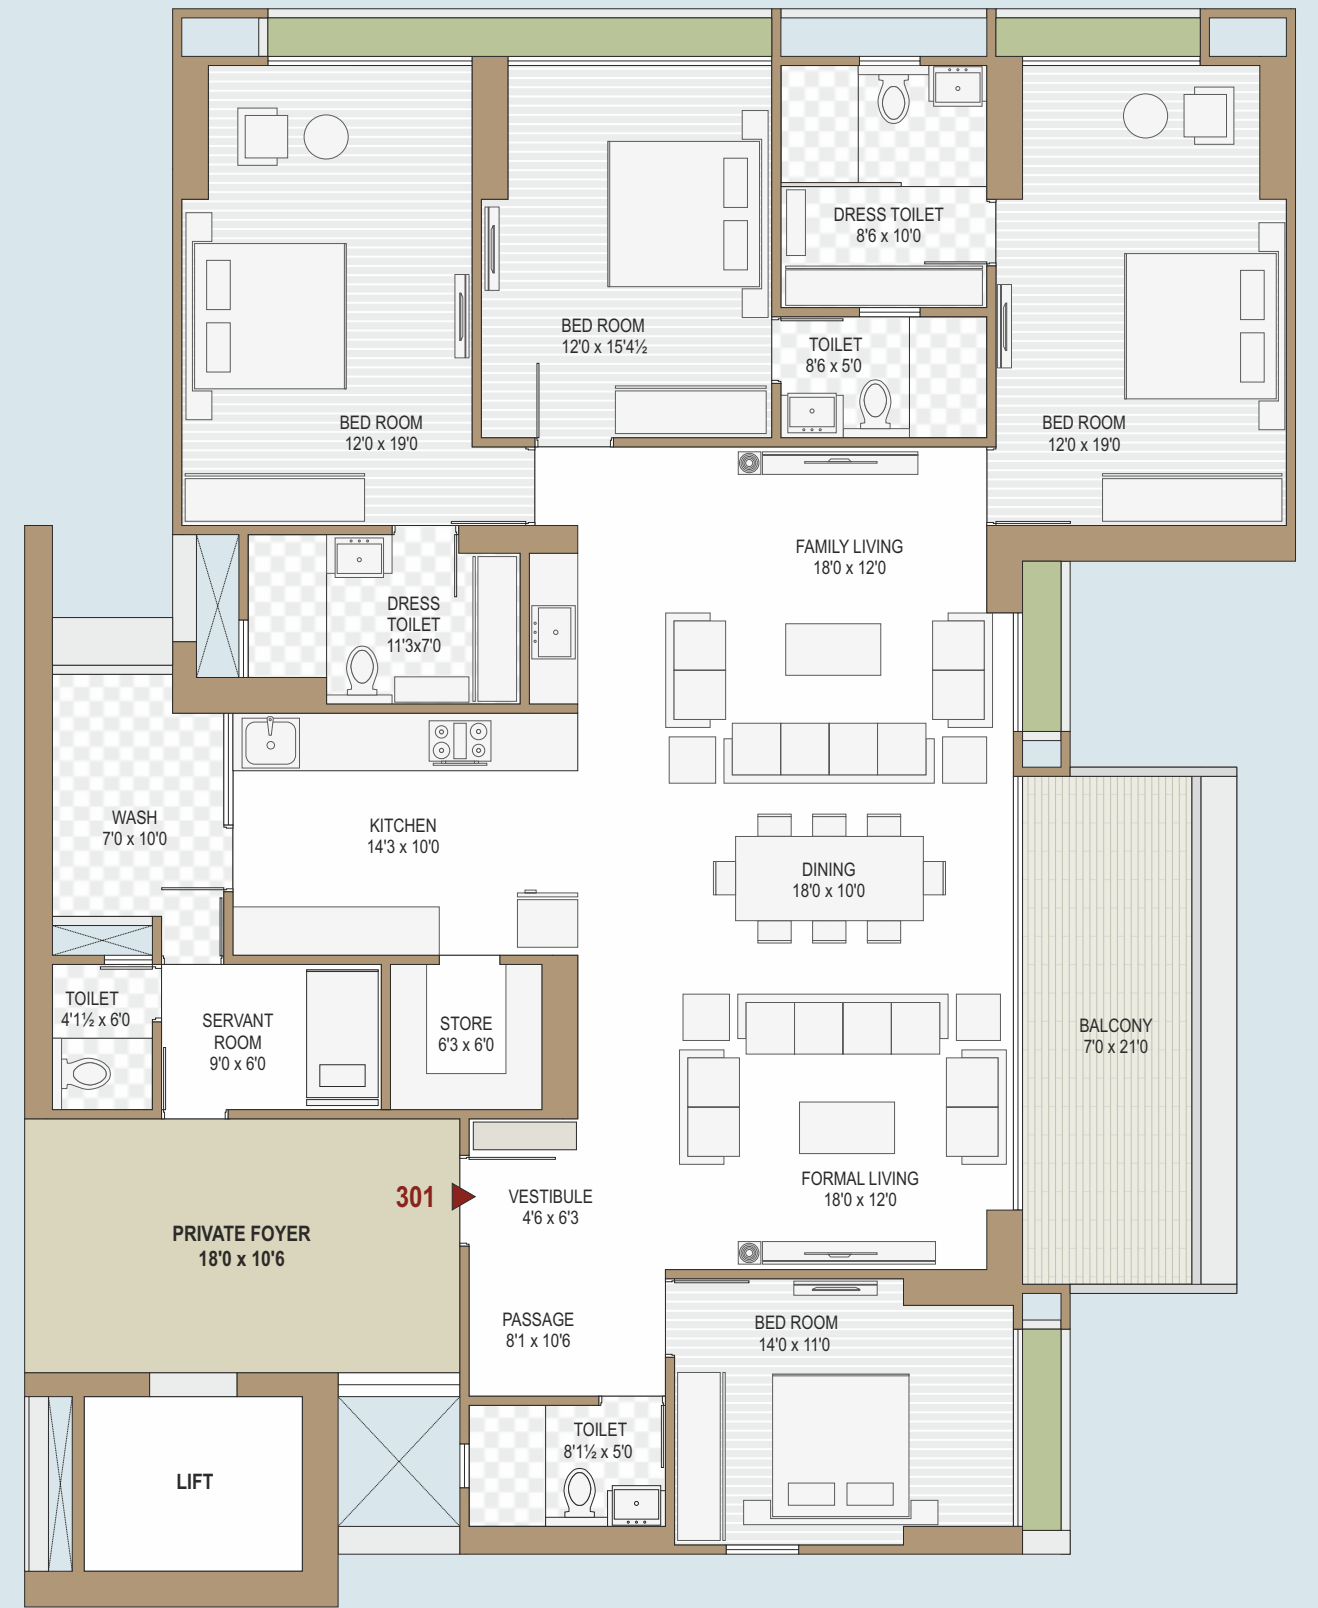 DRESS TOILET
8'6 x 10'0
BED ROOM
12'0 x 15'4½
TOILET
8'6 x 5'0
BED ROOM
12'0 x 19'0
BED ROOM
12'0 x 19'0
FAMILY LIVING
18'0 x 12'0
DRESS
TOILET
11'3x7'0
WASH
7'0 x 10'0
KITCHEN
14'3 x 10'0
DINING
18'0 x 10'0
TOILET
4'1½ x 6'0
SERVANT
ROOM
9'0 x 6'0
STORE
6'3 x 6'0
BALCONY
7'0 x 21'0
FORMAL LIVING
18'0 x 12'0
301
VESTIBULE
4'6 x 6'3
PRIVATE FOYER
18'0 x 10'6
PASSAGE
8'1 x 10'6
BED ROOM
14'0 x 11'0
TOILET
8'1½ x 5'0
LIFT